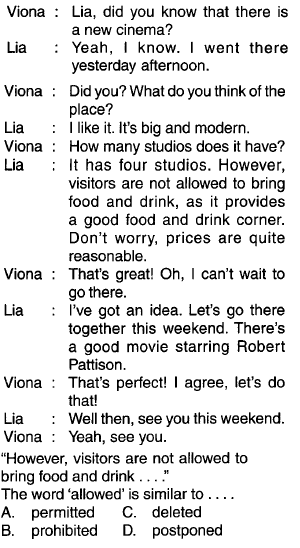 Viona : Lia, did you know that there is
a new cinema?
Lia : Yeah, I know. I went there
yesterday afternoon.
Viona : Did you? What do you think of the
place?
Lia : I like it. It's big and modern.
Viona : How many studios does it have?
Lia : It has four studios. However,
visitors are not allowed to bring
food and drink, as it provides
a good food and drink corner.
Don't worry, prices are quite
reasonable.
Viona : That's great! Oh, I can't wait to
go there.
Lia : I've got an idea. Let's go there
together this weekend. There's
a good movie starring Robert
Pattison.
Viona : That's perfect! I agree, let's do
that!
Lia : Well then, see you this weekend.
Viona : Yeah, see you.
"However, visitors are not allowed to
bring food and drink . . . ."
The word 'allowed' is similar to . . . .
A. permitted C. deleted
B. prohibited D. postponed